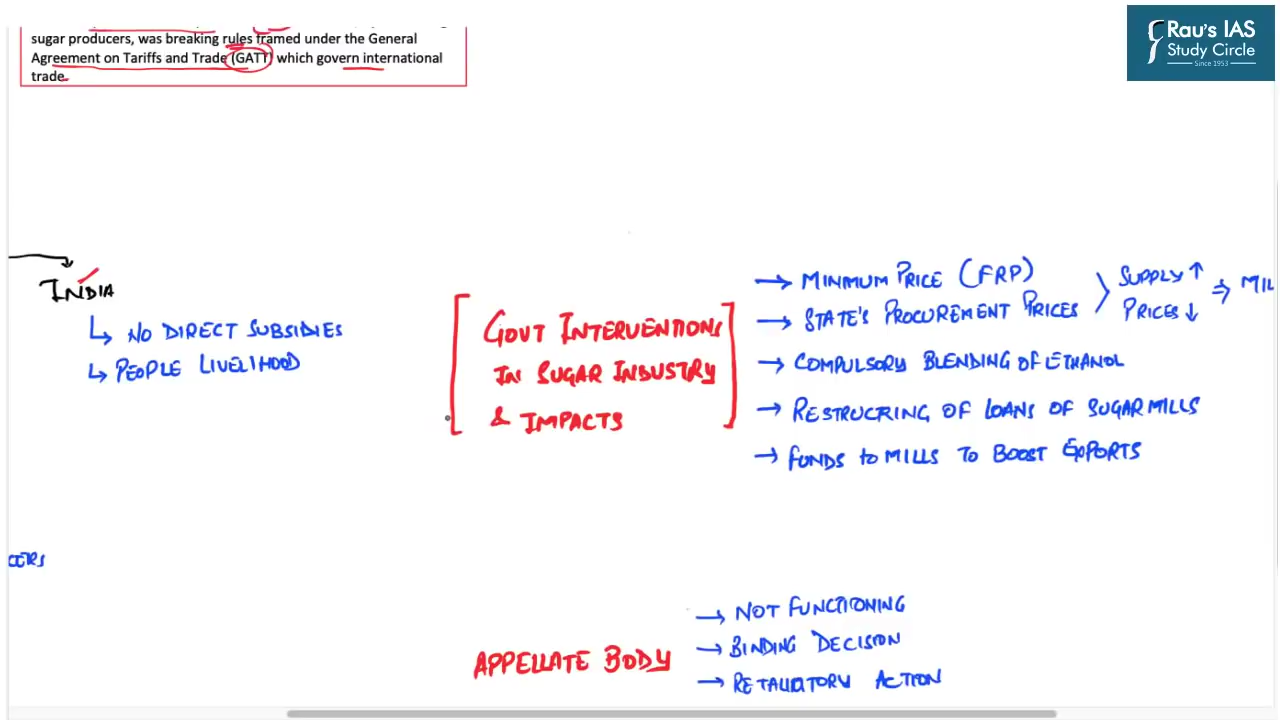 sugar producers, was breaking rules framed under the General
Agreement on Tariffs and Trade (GATT) which govern international
trade.
Rau's IAS
Study Circle
Since 1953
INDIA
NO DIRECT SUBSIDIES
PEOPLE LIVELIHOOD
GOVT INTERVENTIONS
IN SUGAR INDUSTRY
& IMPACTS
→ MINIMUM PRICE (FRP)
→ STATE'S PROCUREMENT PRICES
SUPPLY ↑
PRICES ↓
⇒ MIL
→ COMPULSORY BLENDING OF ETHANOL
→ RESTRUCRING OF LOANS OF SUGAR MILLS
→ FUNDS to MILLS TO BOOST EXPORTS
APPELLATE BODY
→ NOT FUNCTIONING
→ BINDING DECISION
→ RETALIATORY ACTION